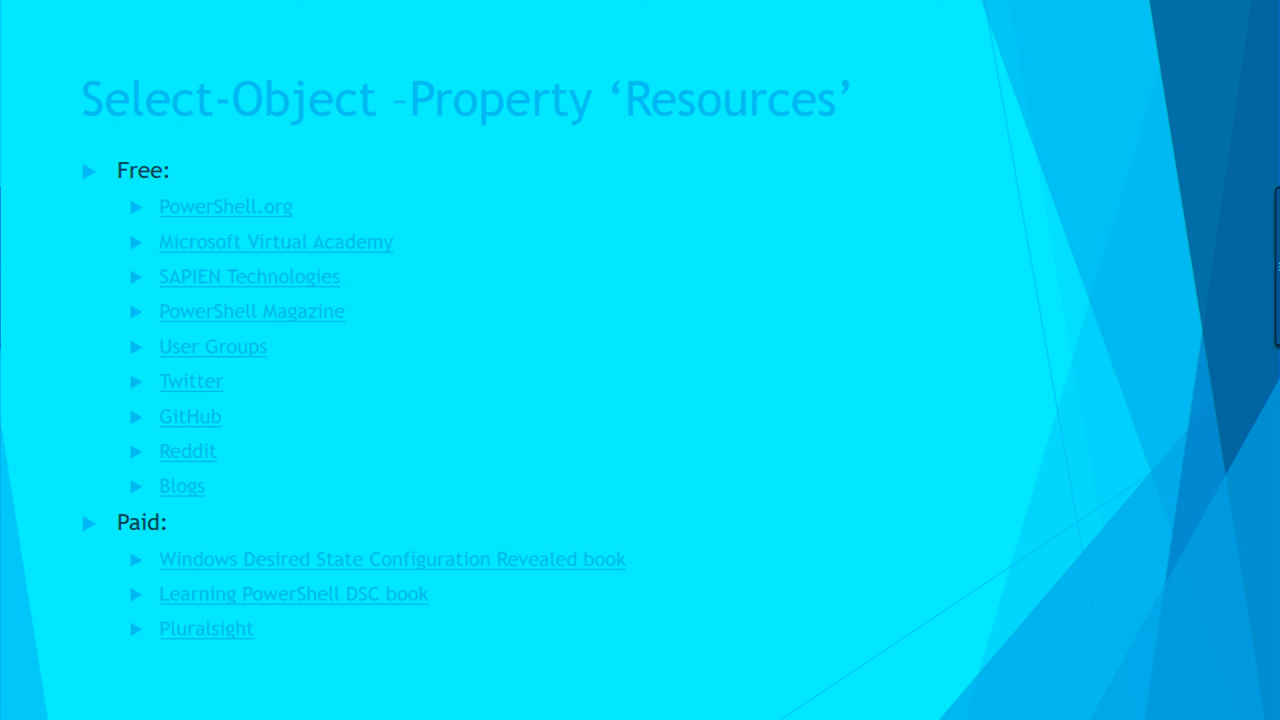 Select-Object –Property ‘Resources’
Free:
PowerShell.org
Microsoft Virtual Academy
SAPIEN Technologies
PowerShell Magazine
User Groups
Twitter
GitHub
Reddit
Blogs
Paid:
Windows Desired State Configuration Revealed book
Learning PowerShell DSC book
Pluralsight